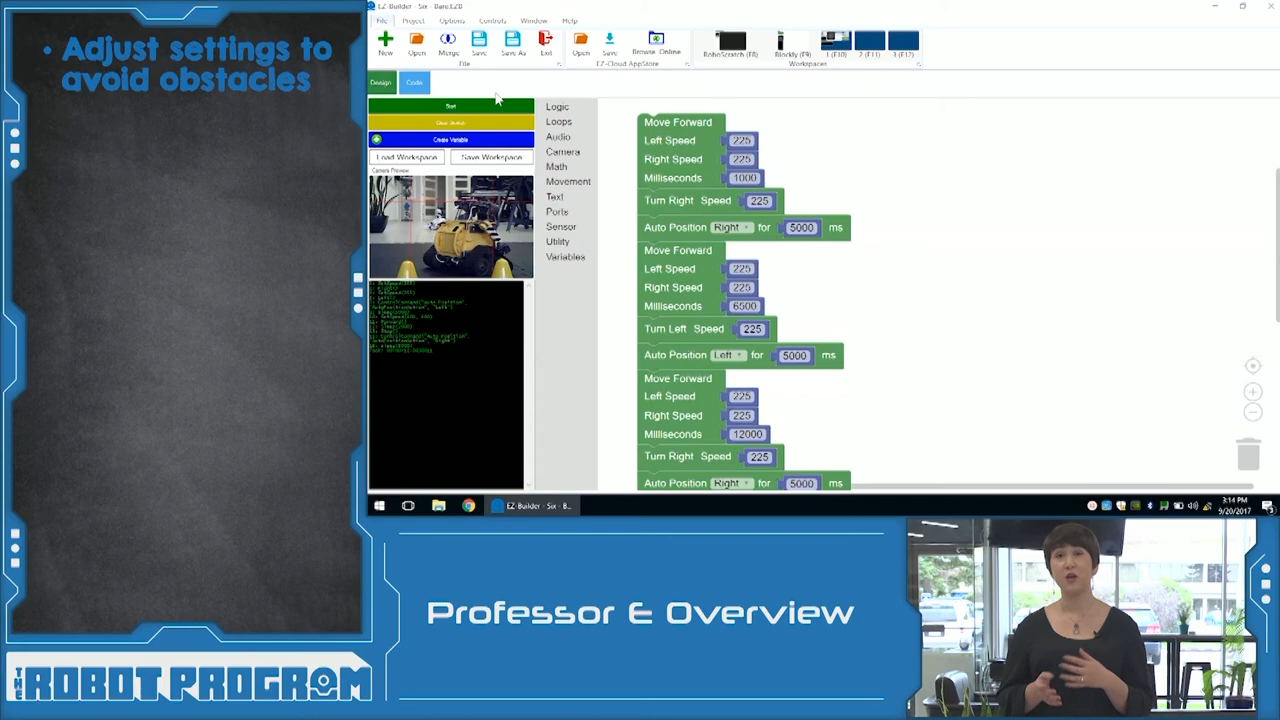 • Adjust settings to
avoid obstacles
EZ-Builder - Six - Bare.EZB
File Project Options Controls Window Help
New Open Merge Save Save As Exit Open Save Browse Online RoboScratch (F8) Blockly (F9) 1 (F10) 2 (F11) 3 (F12)
File EZ-Cloud AppStore Workspaces
Design Code
Start
Create Variable
Load Workspace Save Workspace
Camera Preview
Logic
Loops
Audio
Camera
Math
Movement
Text
Ports
Sensor
Utility
Variables
Move Forward
Left Speed 225
Right Speed 225
Milliseconds 1000
Turn Right Speed 225
Auto Position Right for 5000 ms
Move Forward
Left Speed 225
Right Speed 225
Milliseconds 6500
Turn Left Speed 225
Auto Position Left for 5000 ms
Move Forward
Left Speed 225
Right Speed 225
Milliseconds 12000
Turn Right Speed 225
Auto Position Right for 5000 ms
EZ-Builder - Six - B...
3:14 PM
9/20/2017
Professor E Overview
THE ROBOT PROGRAM